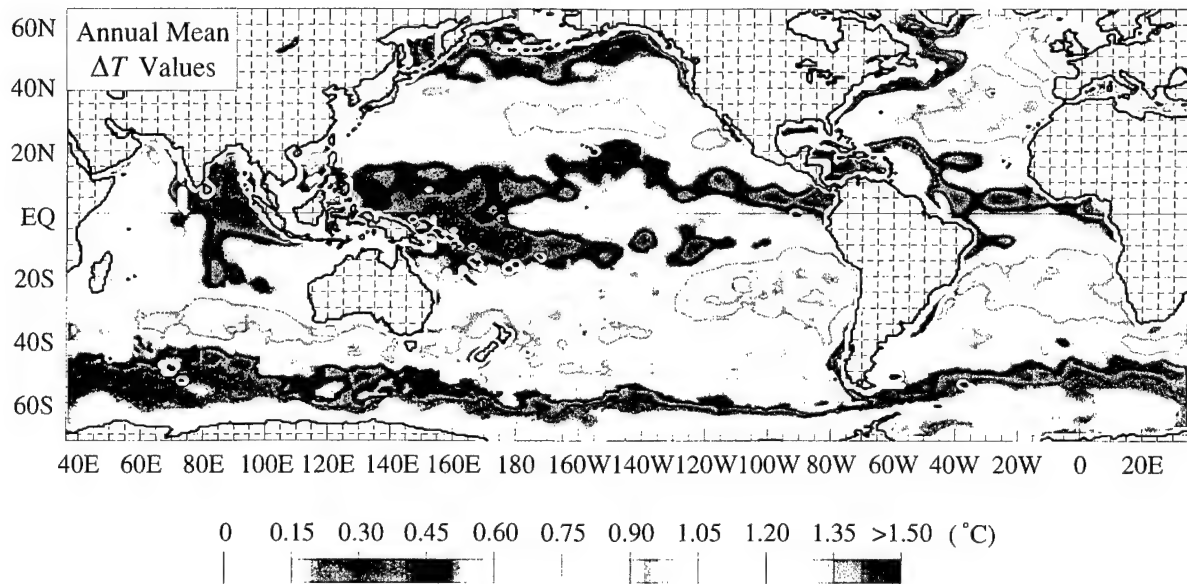 Annual Mean
ΔT Values
60N
40N
20N
EQ
20S
40S
60S
40E 60E 80E 100E 120E 140E 160E 180 160W 140W 120W 100W 80W 60W 40W 20W 0 20E
0 0.15 0.30 0.45 0.60 0.75 0.90 1.05 1.20 1.35 >1.50 (°C)